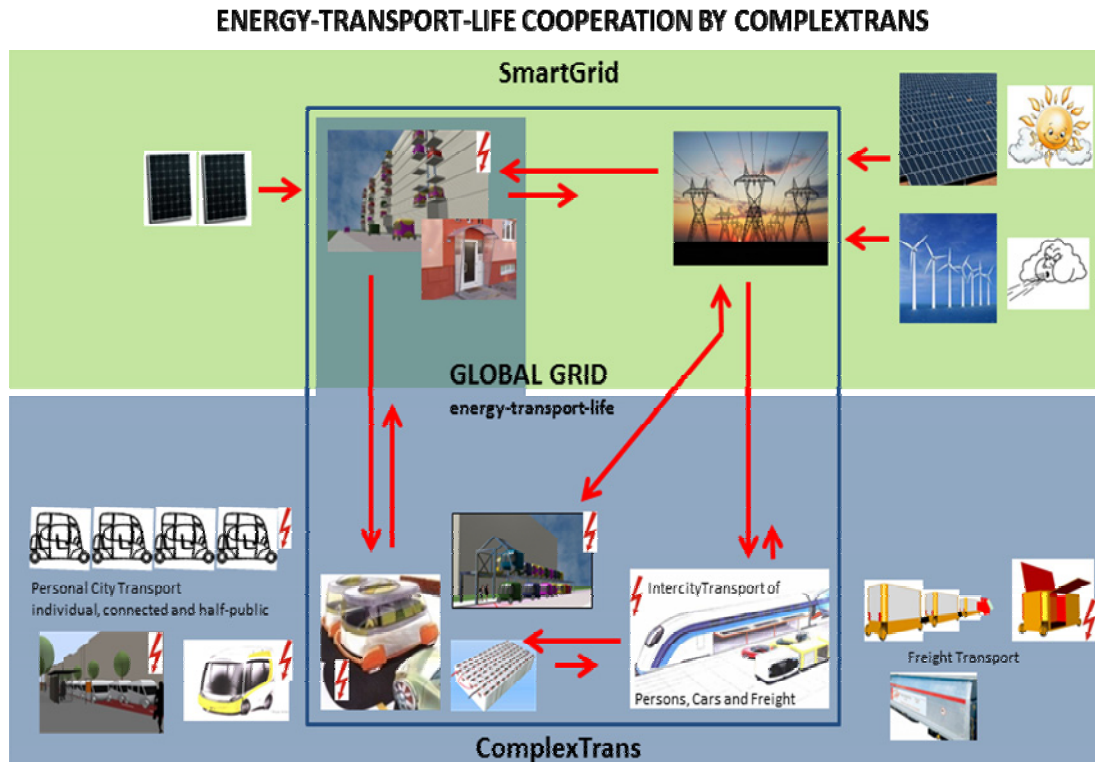 ENERGY-TRANSPORT-LIFE COOPERATION BY COMPLEXTRANS
SmartGrid
GLOBAL GRID
energy-transport-life
Personal City Transport
individual, connected and half-public
IntercityTransport of
Persons, Cars and Freight
Freight Transport
ComplexTrans